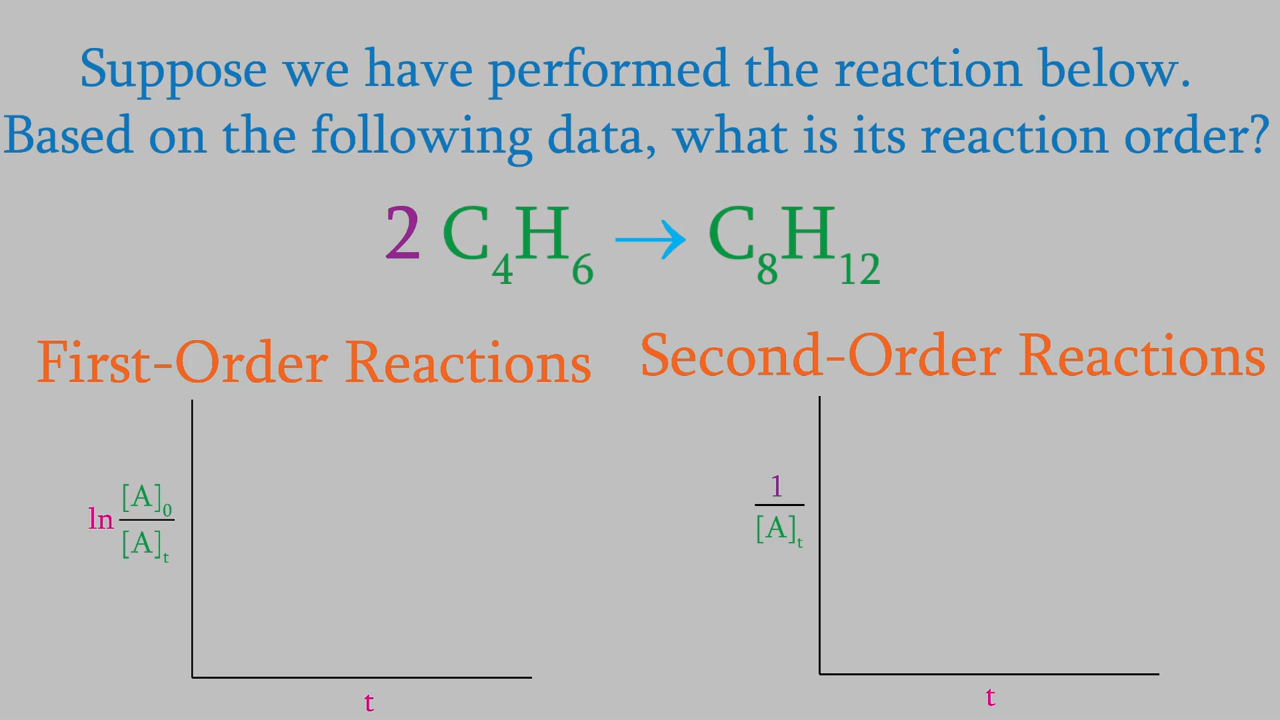 Suppose we have performed the reaction below.
Based on the following data, what is its reaction order?
2 C₄H₆ → C₈H₁₂
First-Order Reactions
Second-Order Reactions
ln [A]₀
[A]ₜ
t
1
[A]ₜ
t